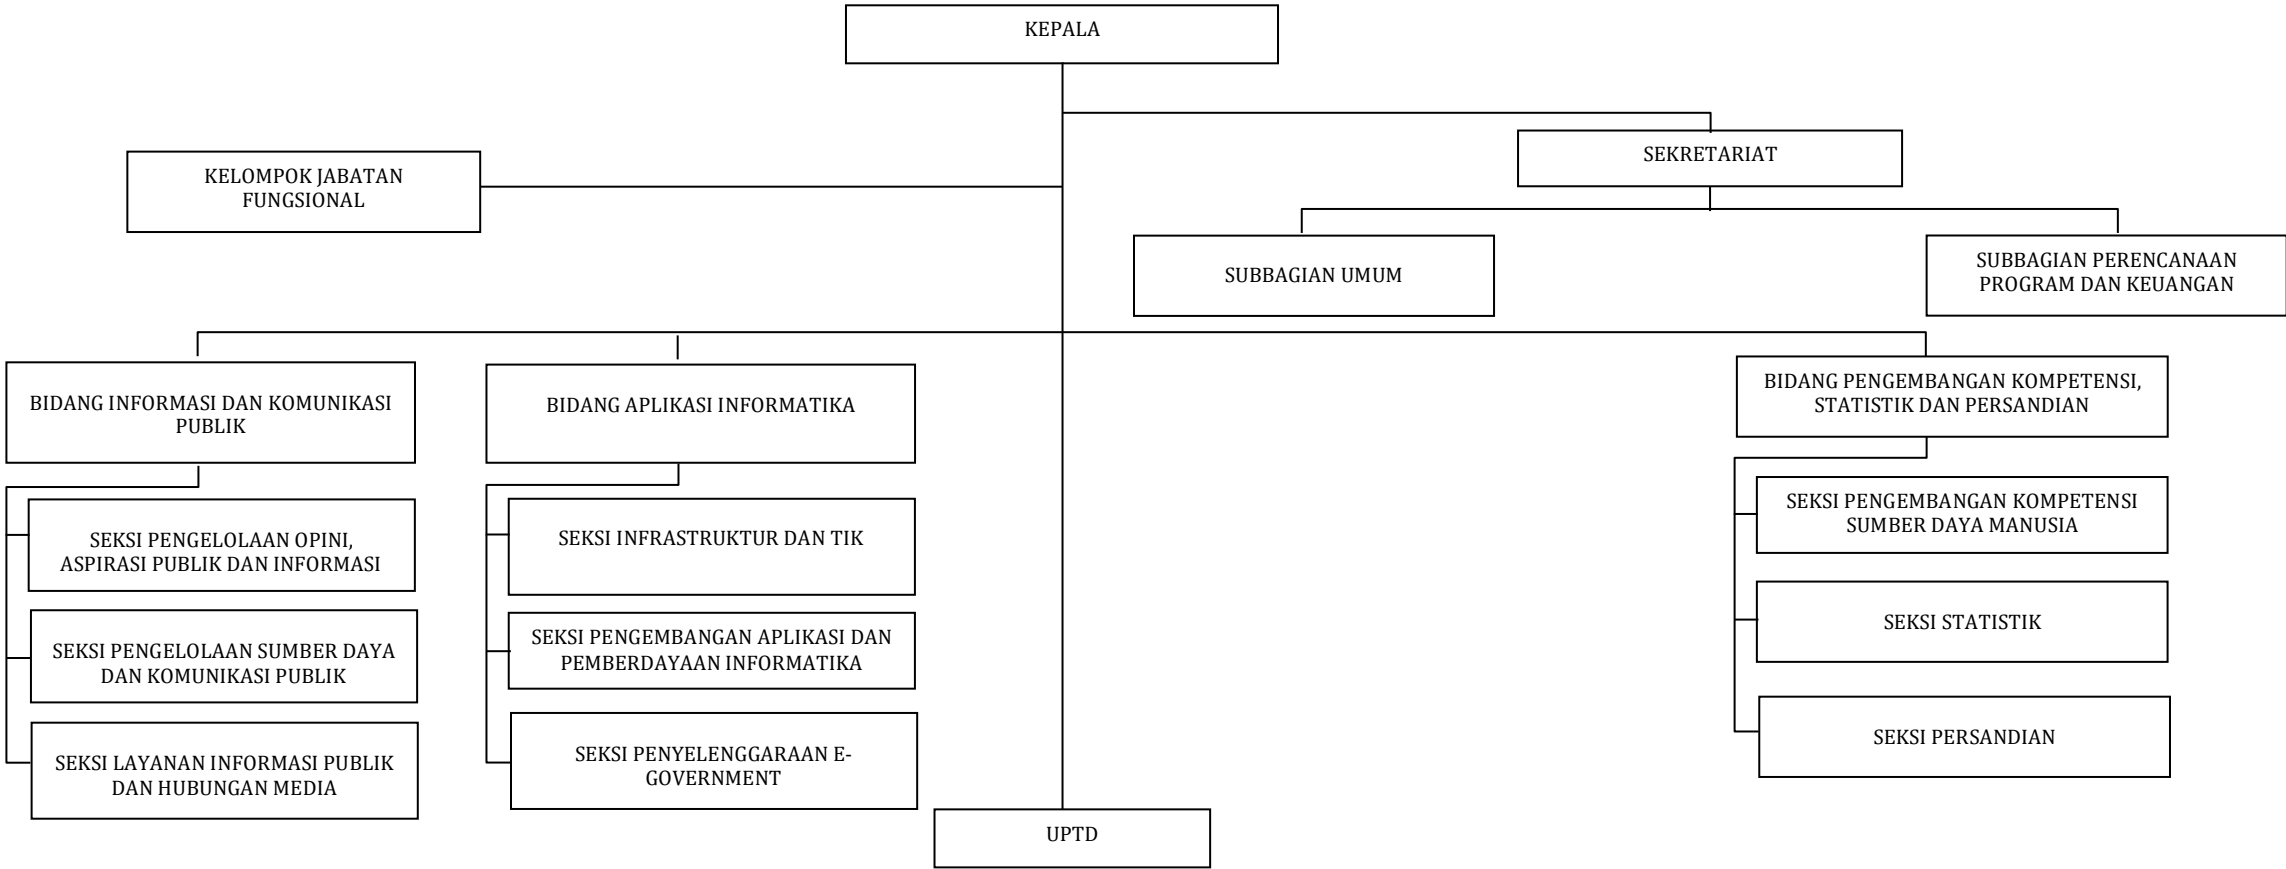 KEPALA
SEKRETARIAT
KELOMPOK JABATAN
FUNGSIONAL
SUBBAGIAN UMUM
SUBBAGIAN PERENCANAAN
PROGRAM DAN KEUANGAN
BIDANG INFORMASI DAN KOMUNIKASI
PUBLIK
BIDANG APLIKASI INFORMATIKA
BIDANG PENGEMBANGAN KOMPETENSI,
STATISTIK DAN PERSANDIAN
SEKSI PENGELOLAAN OPINI,
ASPIRASI PUBLIK DAN INFORMASI
SEKSI PENGELOLAAN SUMBER DAYA
DAN KOMUNIKASI PUBLIK
SEKSI LAYANAN INFORMASI PUBLIK
DAN HUBUNGAN MEDIA
SEKSI INFRASTRUKTUR DAN TIK
SEKSI PENGEMBANGAN APLIKASI DAN
PEMBERDAYAAN INFORMATIKA
SEKSI PENYELENGGARAAN E-
GOVERNMENT
SEKSI PENGEMBANGAN KOMPETENSI
SUMBER DAYA MANUSIA
SEKSI STATISTIK
SEKSI PERSANDIAN
UPTD